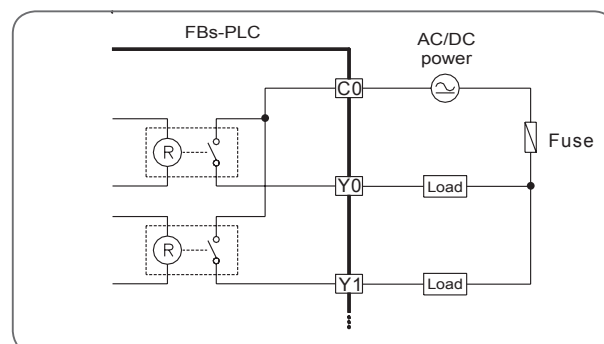 FBs-PLC
AC/DC
power
C0
Fuse
R
Y0
Load
R
Y1
Load